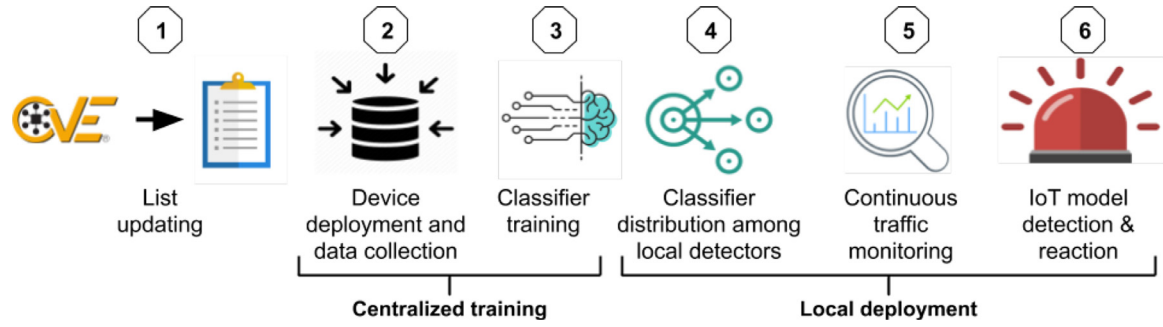 1
2
3
4
5
6
CVE®
List
updating
Device
deployment and
data collection
Classifier
training
Classifier
distribution among
local detectors
Continuous
traffic
monitoring
IoT model
detection &
reaction
Centralized training
Local deployment